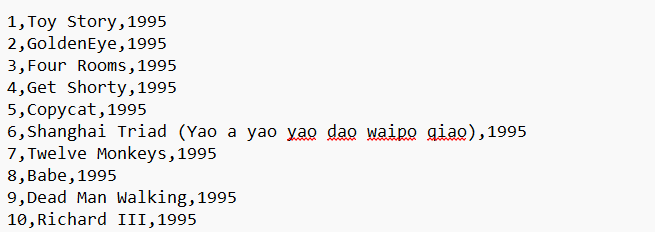 1,Toy Story,1995
2,GoldenEye,1995
3,Four Rooms,1995
4,Get Shorty,1995
5,Copycat,1995
6,Shanghai Triad (Yao a yao yao dao waipo qiao),1995
7,Twelve Monkeys,1995
8,Babe,1995
9,Dead Man Walking,1995
10,Richard III,1995